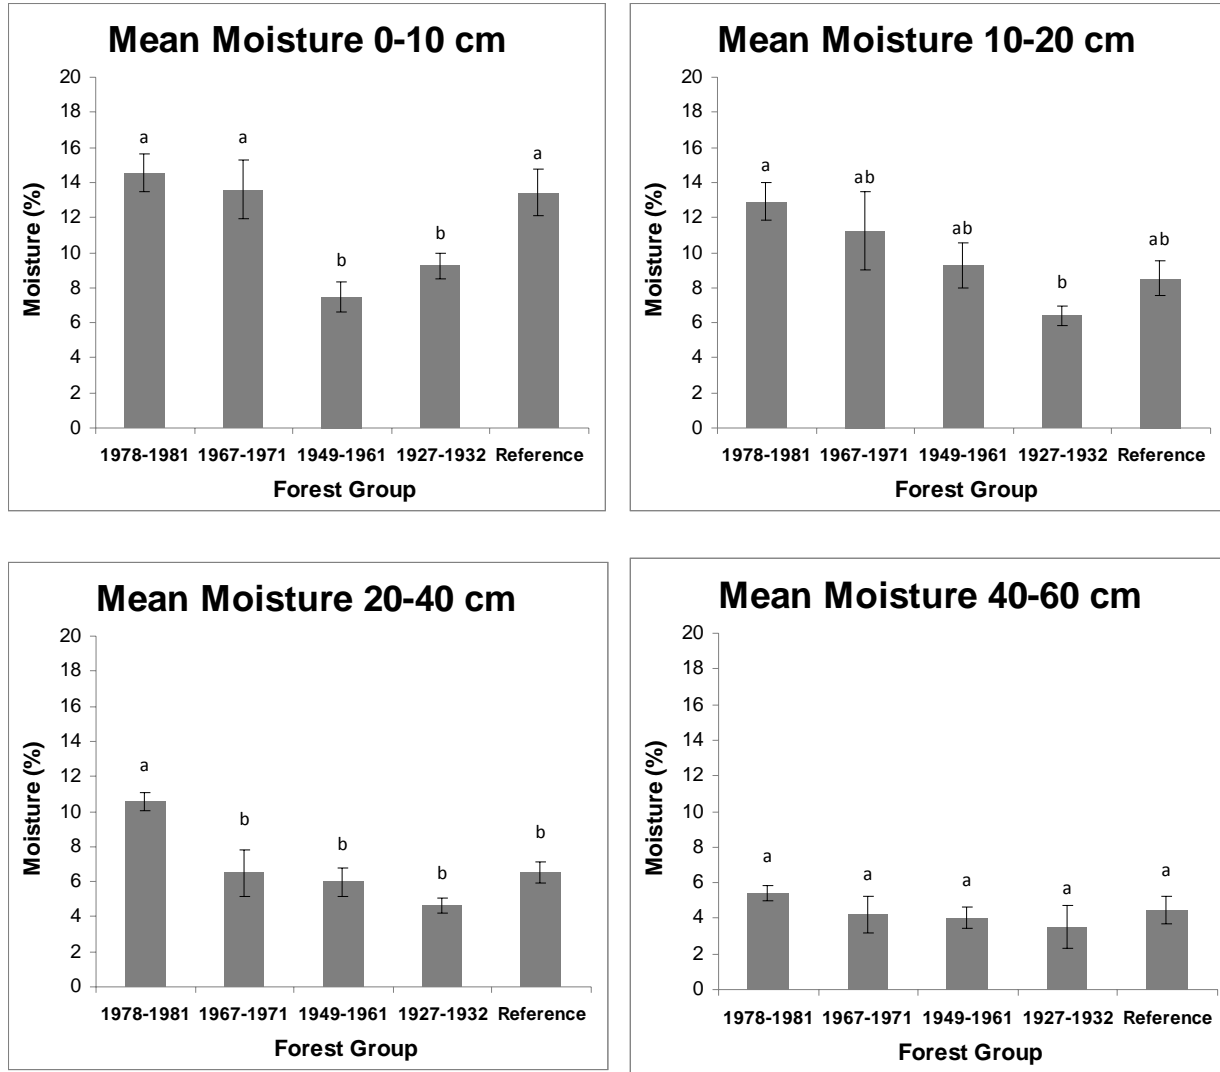 Mean Moisture 0-10 cm
20
18
16
14
12
10
8
6
4
2
0
Moisture (%)
a
a
b
b
a
1978-1981 1967-1971 1949-1961 1927-1932 Reference
Forest Group
Mean Moisture 10-20 cm
20
18
16
14
12
10
8
6
4
2
0
Moisture (%)
a
ab
ab
b
ab
1978-1981 1967-1971 1949-1961 1927-1932 Reference
Forest Group
Mean Moisture 20-40 cm
20
18
16
14
12
10
8
6
4
2
0
Moisture (%)
a
b
b
b
b
1978-1981 1967-1971 1949-1961 1927-1932 Reference
Forest Group
Mean Moisture 40-60 cm
20
18
16
14
12
10
8
6
4
2
0
Moisture (%)
a
a
a
a
a
1978-1981 1967-1971 1949-1961 1927-1932 Reference
Forest Group